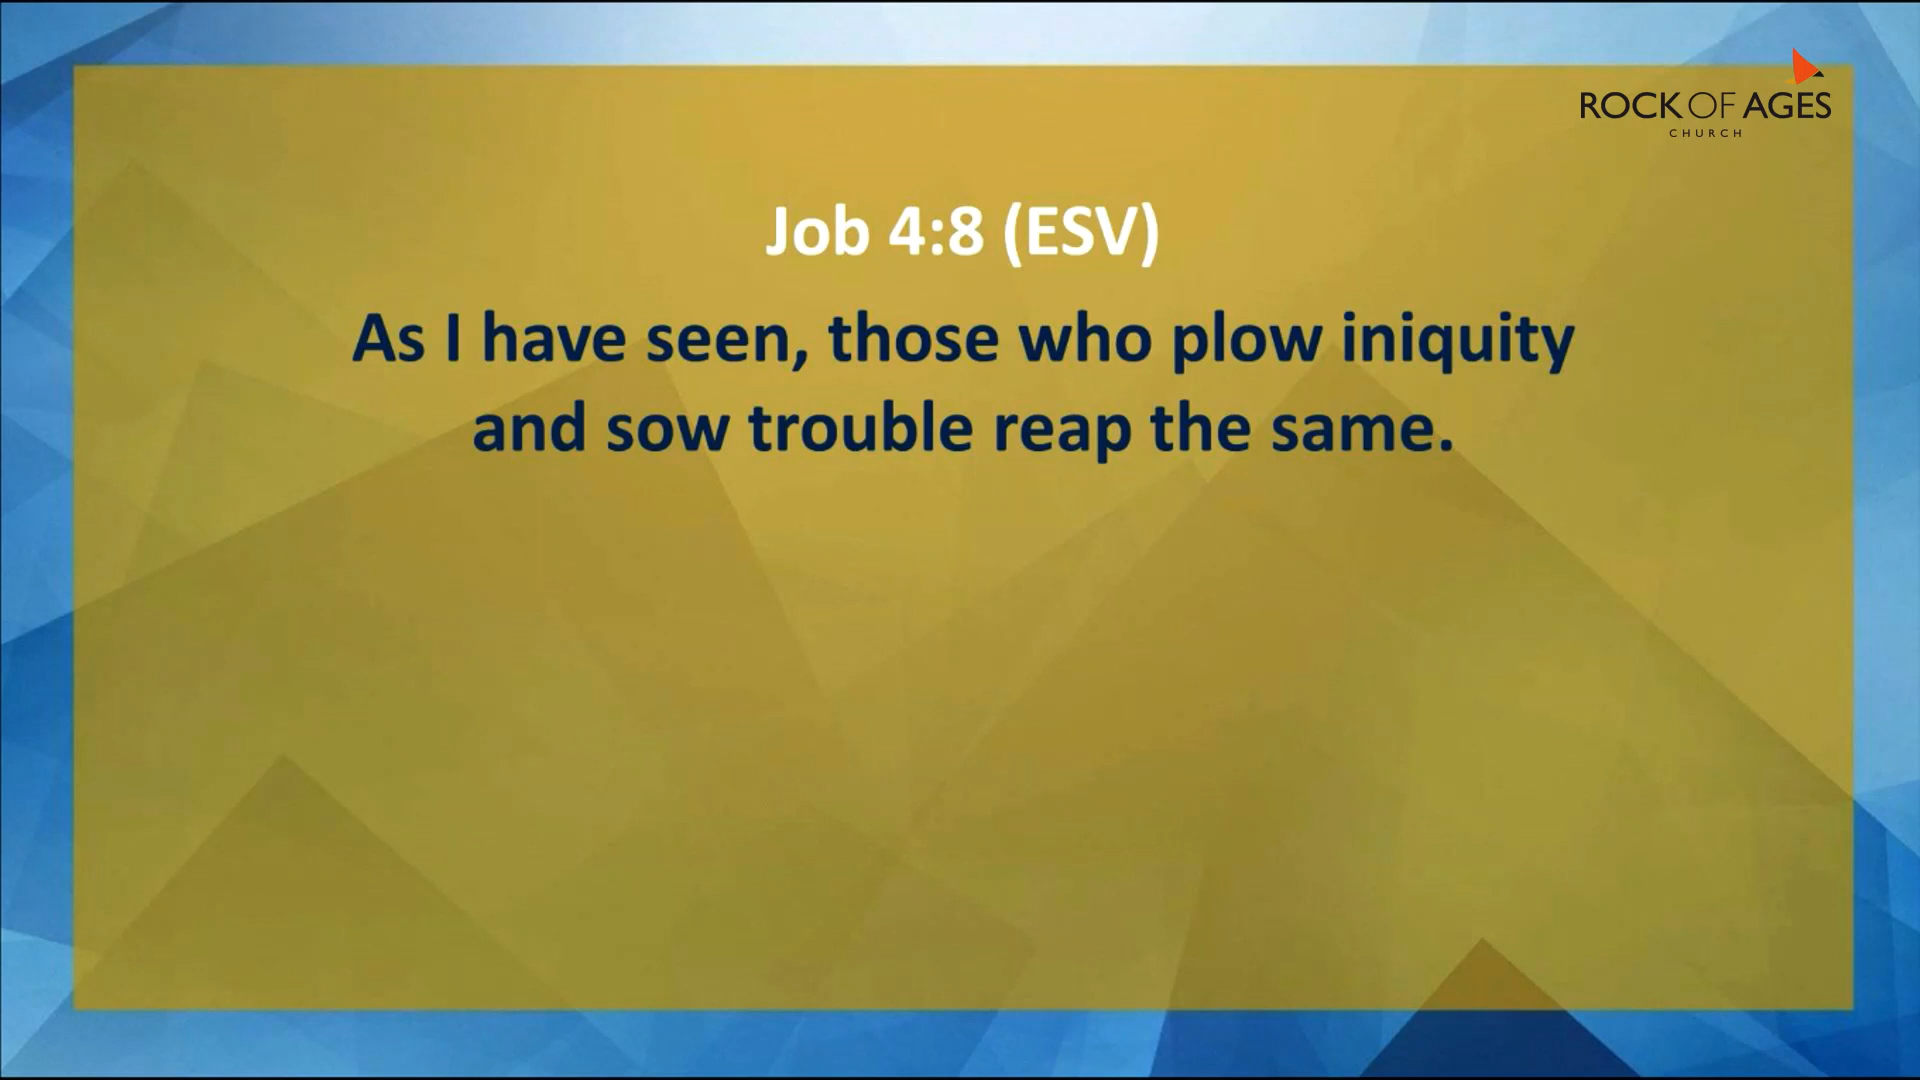 ROCK OF AGES
CHURCH
Job 4:8 (ESV)
As I have seen, those who plow iniquity
and sow trouble reap the same.